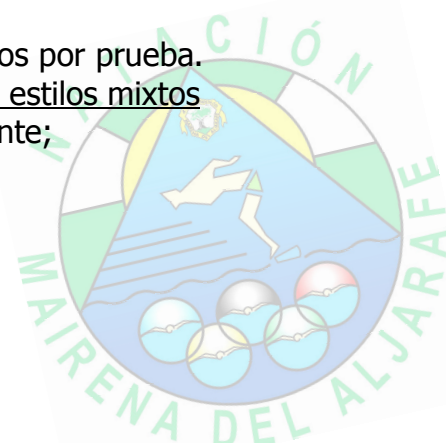 os por prueba.
estilos mixtos
nte;
NATACIÓN
MAIRENA DEL ALJARAFE